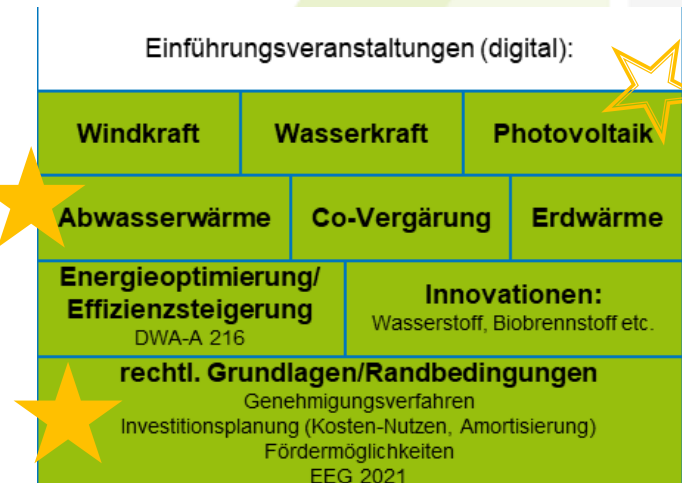 Einführungsveranstaltungen (digital):
Windkraft Wasserkraft Photovoltaik
Abwasserwärme Co-Vergärung Erdwärme
Energieoptimierung/
Effizienzsteigerung
DWA-A 216
Innovationen:
Wasserstoff, Biobrennstoff etc.
rechtl. Grundlagen/Randbedingungen
Genehmigungsverfahren
Investitionsplanung (Kosten-Nutzen, Amortisierung)
Fördermöglichkeiten
EEG 2021